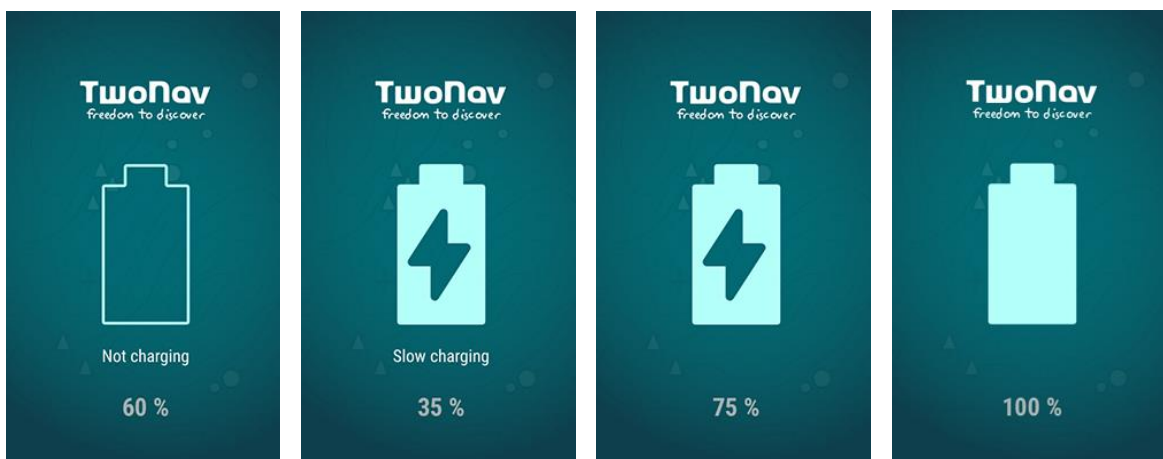 TwoNav
freedom to discover
Not charging
60 %
TwoNav
freedom to discover
Slow charging
35 %
TwoNav
freedom to discover
75 %
TwoNav
freedom to discover
100 %